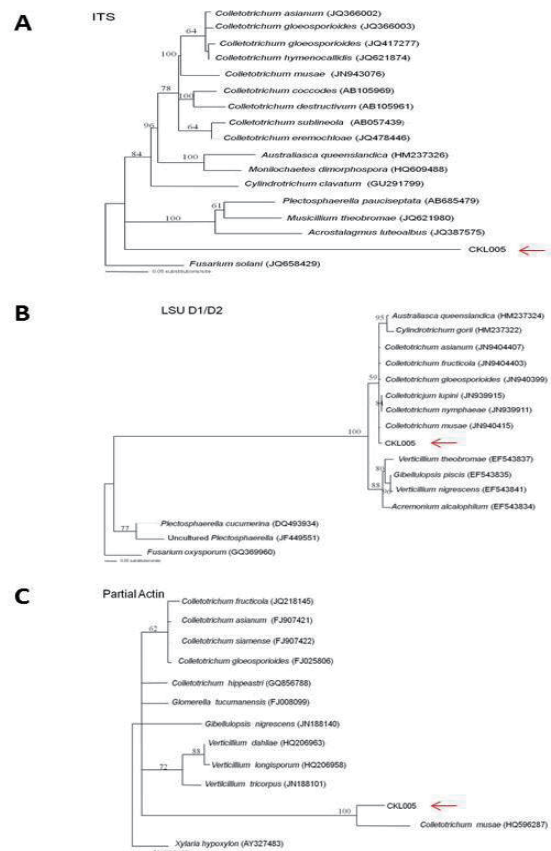 A
ITS
Colletotrichum asianum (JQ366002)
Colletotrichum gloeosporioides (JQ366003)
64
Colletotrichum gloeosporioides (JQ417277)
100
Colletotrichum hymenocallidis (JQ621874)
Colletotrichum musae (JN943076)
78
Colletotrichum coccodes (AB105969)
100
Colletotrichum destructivum (AB105961)
Colletotrichum sublineola (AB057439)
96
64
Colletotrichum eremochloae (JQ478446)
84
Australiasca queenslandica (HM237326)
100
Monilochaetes dimorphospora (HQ609488)
Cylindrotrichum clavatum (GU291799)
Plectosphaerella pauciseptata (AB685479)
61
100
Musicillium theobromae (JQ621980)
Acrostalagmus luteoalbus (JQ387575)
CKL005
Fusarium solani (JQ658429)
0.05 substitutions/site
B
LSU D1/D2
95
Australiasca queenslandica (HM237324)
Cylindrotrichum gorii (HM237322)
Colletotrichum asianum (JN9404407)
Colletotrichum fructicola (JN9404403)
59
Colletotrichum gloeosporioides (JN940399)
Colletotricjum lupini (JN939915)
Colletotrichum nymphaeae (JN939911)
Colletotrichum musae (JN940415)
100
CKL005
Verticillium theobromae (EF543837)
80
Gibellulopsis piscis (EF543835)
88
96
Verticillium nigrescens (EF543841)
Acremonium alcalophilum (EF543834)
Plectosphaerella cucumerina (DQ493934)
77
Uncultured Plectosphaerella (JF449551)
Fusarium oxysporum (GQ369960)
C
Partial Actin
Colletotrichum fructicola (JQ218145)
Colletotrichum asianum (FJ907421)
62
Colletotrichum siamense (FJ907422)
Colletotrichum gloeosporioides (FJ025806)
Colletotrichum hippeastri (GQ856788)
Glomerella tucumanensis (FJ008099)
Gibellulopsis nigrescens (JN188140)
Verticillium dahliae (HQ206963)
88
72
Verticillium longisporum (HQ206958)
Verticillium tricorpus (JN188101)
100
CKL005
Colletotrichum musae (HQ596287)
Xylaria hypoxylon (AY327483)